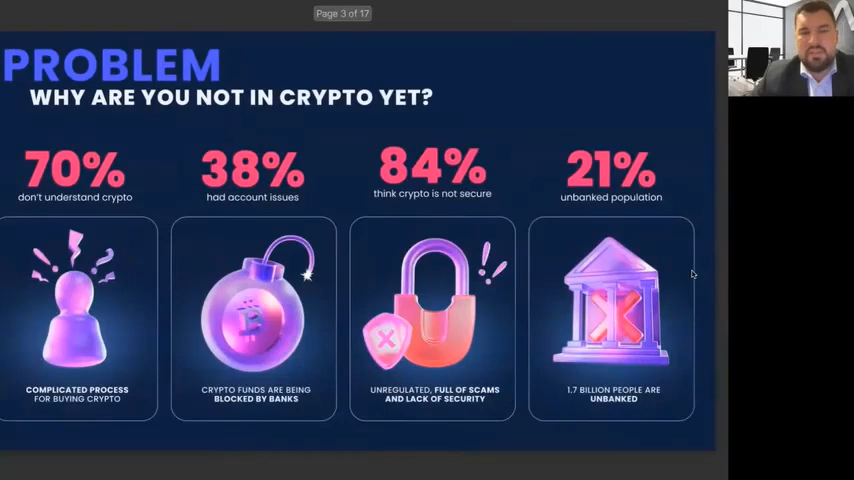 Page 3 of 17
PROBLEM
WHY ARE YOU NOT IN CRYPTO YET?
70%
don't understand crypto
38%
had account issues
84%
think crypto is not secure
21%
unbanked population
COMPLICATED PROCESS
FOR BUYING CRYPTO
CRYPTO FUNDS ARE BEING
BLOCKED BY BANKS
UNREGULATED, FULL OF SCAMS
AND LACK OF SECURITY
1.7 BILLION PEOPLE ARE
UNBANKED